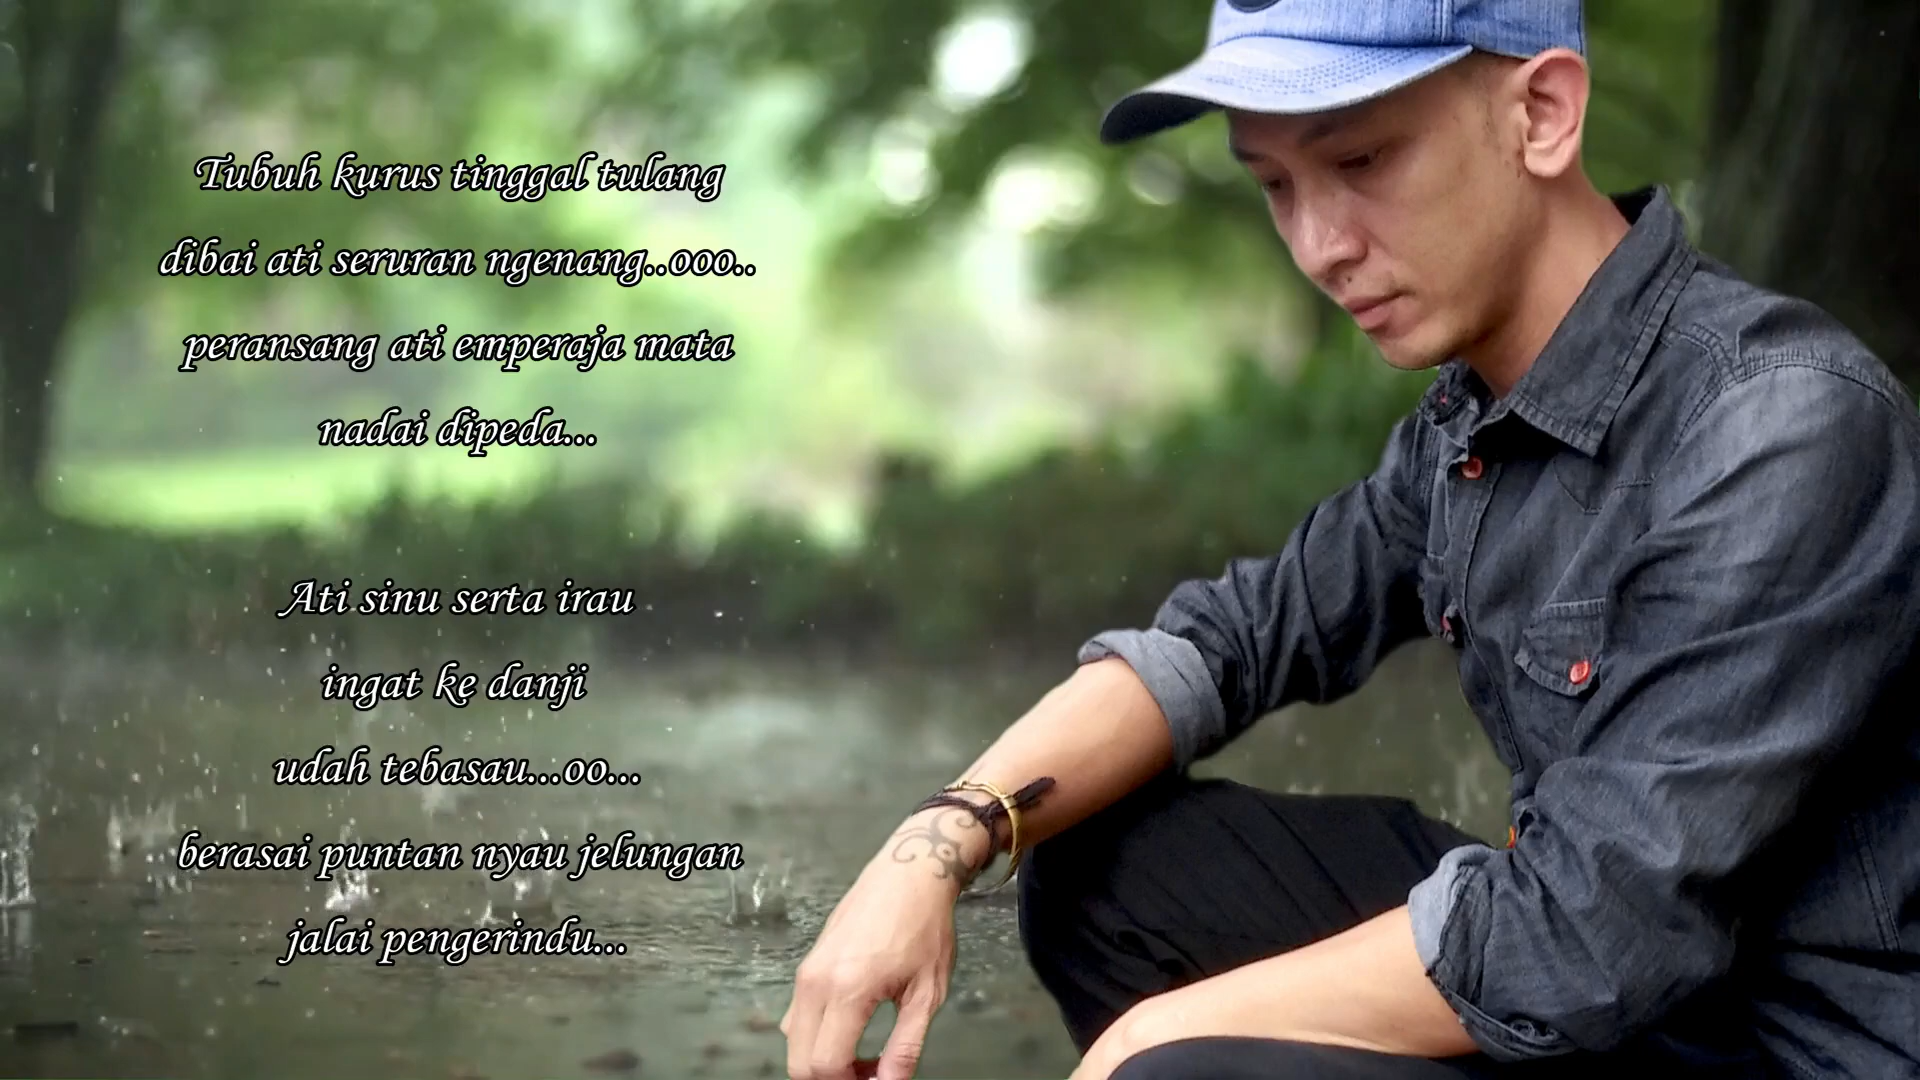 Tubuh kurus tinggal tulang
dibai ati seruran ngenang..ooo..
peransang ati emperaja mata
nadai dipeda...
Ati sinu serta irau
ingat ke danji
udah tebasau...oo...
berasai puntan nyau jelungan
jalai pengerindu...